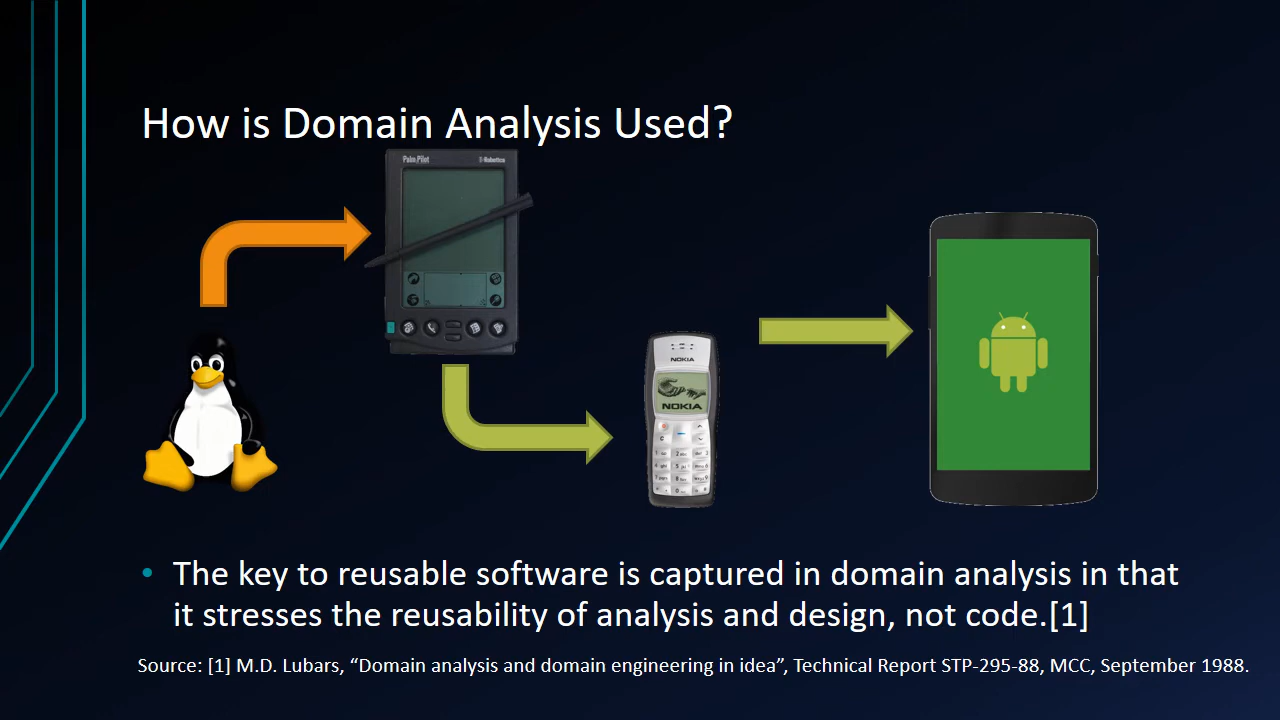 How is Domain Analysis Used?
Palm Pilot
NOKIA
NOKIA
• The key to reusable software is captured in domain analysis in that
it stresses the reusability of analysis and design, not code.[1]
Source: [1] M.D. Lubars, “Domain analysis and domain engineering in idea”, Technical Report STP-295-88, MCC, September 1988.